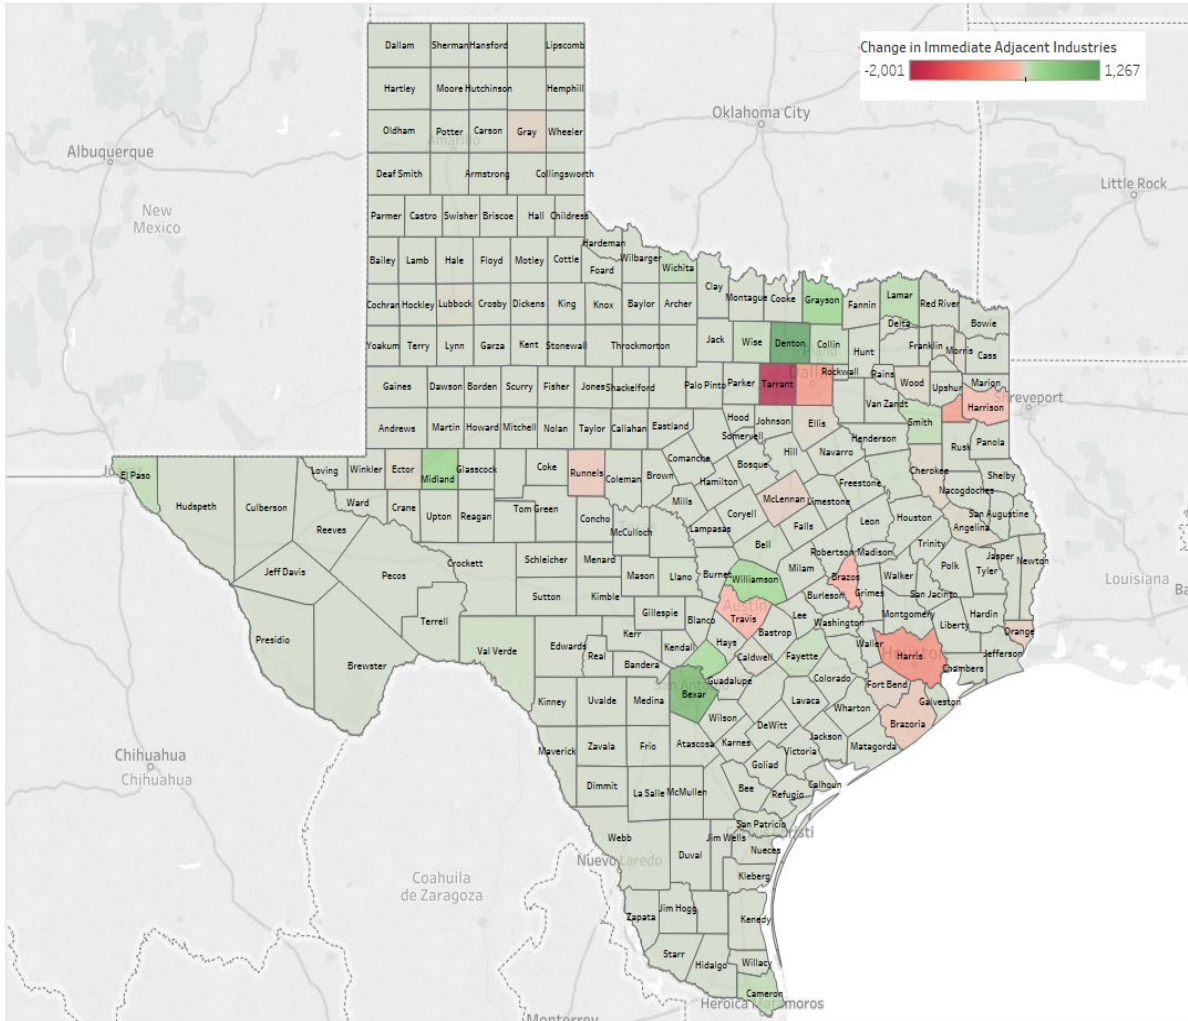 Change in Immediate Adjacent Industries
-2,001 1,267
Dallam Sherman Hansford Lipscomb
Hartley Moore Hutchinson Hemphill
Oklahoma City
Oldham Potter Carson Gray Wheeler
Amarillo
Albuquerque
Deaf Smith Armstrong Collingsworth
Little Rock
New
Mexico
Parmer Castro Swisher Briscoe Hall Childress
Hardeman
Bailey Lamb Hale Floyd Motley Cottle Foard Wilbarger Wichita
Clay Montague Cooke Grayson Fannin Lamar Red River
Cochran Hockley Lubbock Crosby Dickens King Knox Baylor Archer
Delta Bowie
Yoakum Terry Lynn Garza Kent Stonewall Throckmorton Jack Wise Denton Collin Hunt Franklin Morris Cass
Plano
Dallas
Gaines Dawson Borden Scurry Fisher Jones Shackelford Palo Pinto Parker Tarrant Rockwall Rains Wood Upshur Marion
Shreveport
Van Zandt Harrison
Andrews Martin Howard Mitchell Nolan Taylor Callahan Eastland Hood Johnson Ellis Smith
Somervell Henderson Rusk Panola
El Paso Loving Winkler Ector Midland Glasscock Coke Runnels Coleman Brown Comanche Bosque Hill Navarro Cherokee Shelby
Hudspeth Culberson Ward Crane Upton Reagan Tom Green Concho Mills Hamilton McLennan Limestone Freestone Nacogdoches
San Augustine
Reeves McCulloch Lampasas Coryell Falls Leon Houston Angelina
Texas
Jeff Davis Pecos Crockett Schleicher Menard Bell Robertson Madison Trinity Jasper Newton
Mason Llano Burnet Williamson Milam Brazos Walker Polk Tyler
Louisiana
Sutton Kimble Burleson Grimes San Jacinto
Austin
Terrell Gillespie Blanco Travis Lee Washington Montgomery Liberty Hardin
Presidio Bastrop Orange
Brewster Val Verde Edwards Real Kerr Kendall Hays Caldwell Fayette Waller Harris Jefferson
Houston
Bandera Chambers
San Antonio
Guadalupe Colorado Fort Bend
Kinney Uvalde Medina Bexar Lavaca Wharton Galveston
Wilson DeWitt Brazoria
Maverick Zavala Frio Atascosa Karnes Victoria Jackson Matagorda
Chihuahua
Chihuahua
Goliad
Dimmit La Salle McMullen Bee Refugio Calhoun
San Patricio
Webb Jim Wells
Duval Nueces
Nuevo Laredo
Coahuila
de Zaragoza
Kleberg
Zapata Jim Hogg Kenedy
Starr Hidalgo Willacy
Cameron
Heroica Matamoros
Monterrey